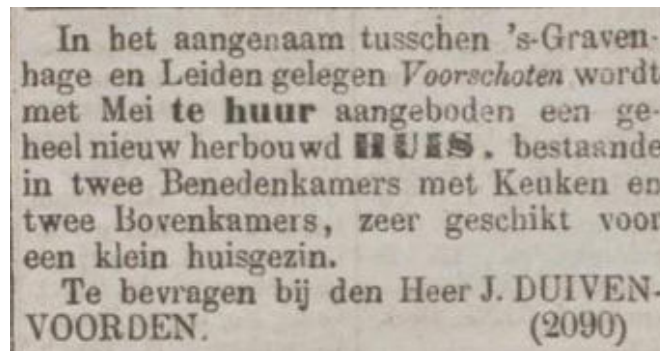 In het aangenaam tusschen 's-Graven-
hage en Leiden gelegen Voorschoten wordt
met Mei te huur aangeboden een ge-
heel nieuw herbouwd HUIS, bestaande
in twee Benedenkamers met Keuken en
twee Bovenkamers, zeer geschikt voor
een klein huisgezin.
Te bevragen bij den Heer J. DUIVEN-
VOORDEN. (2090)